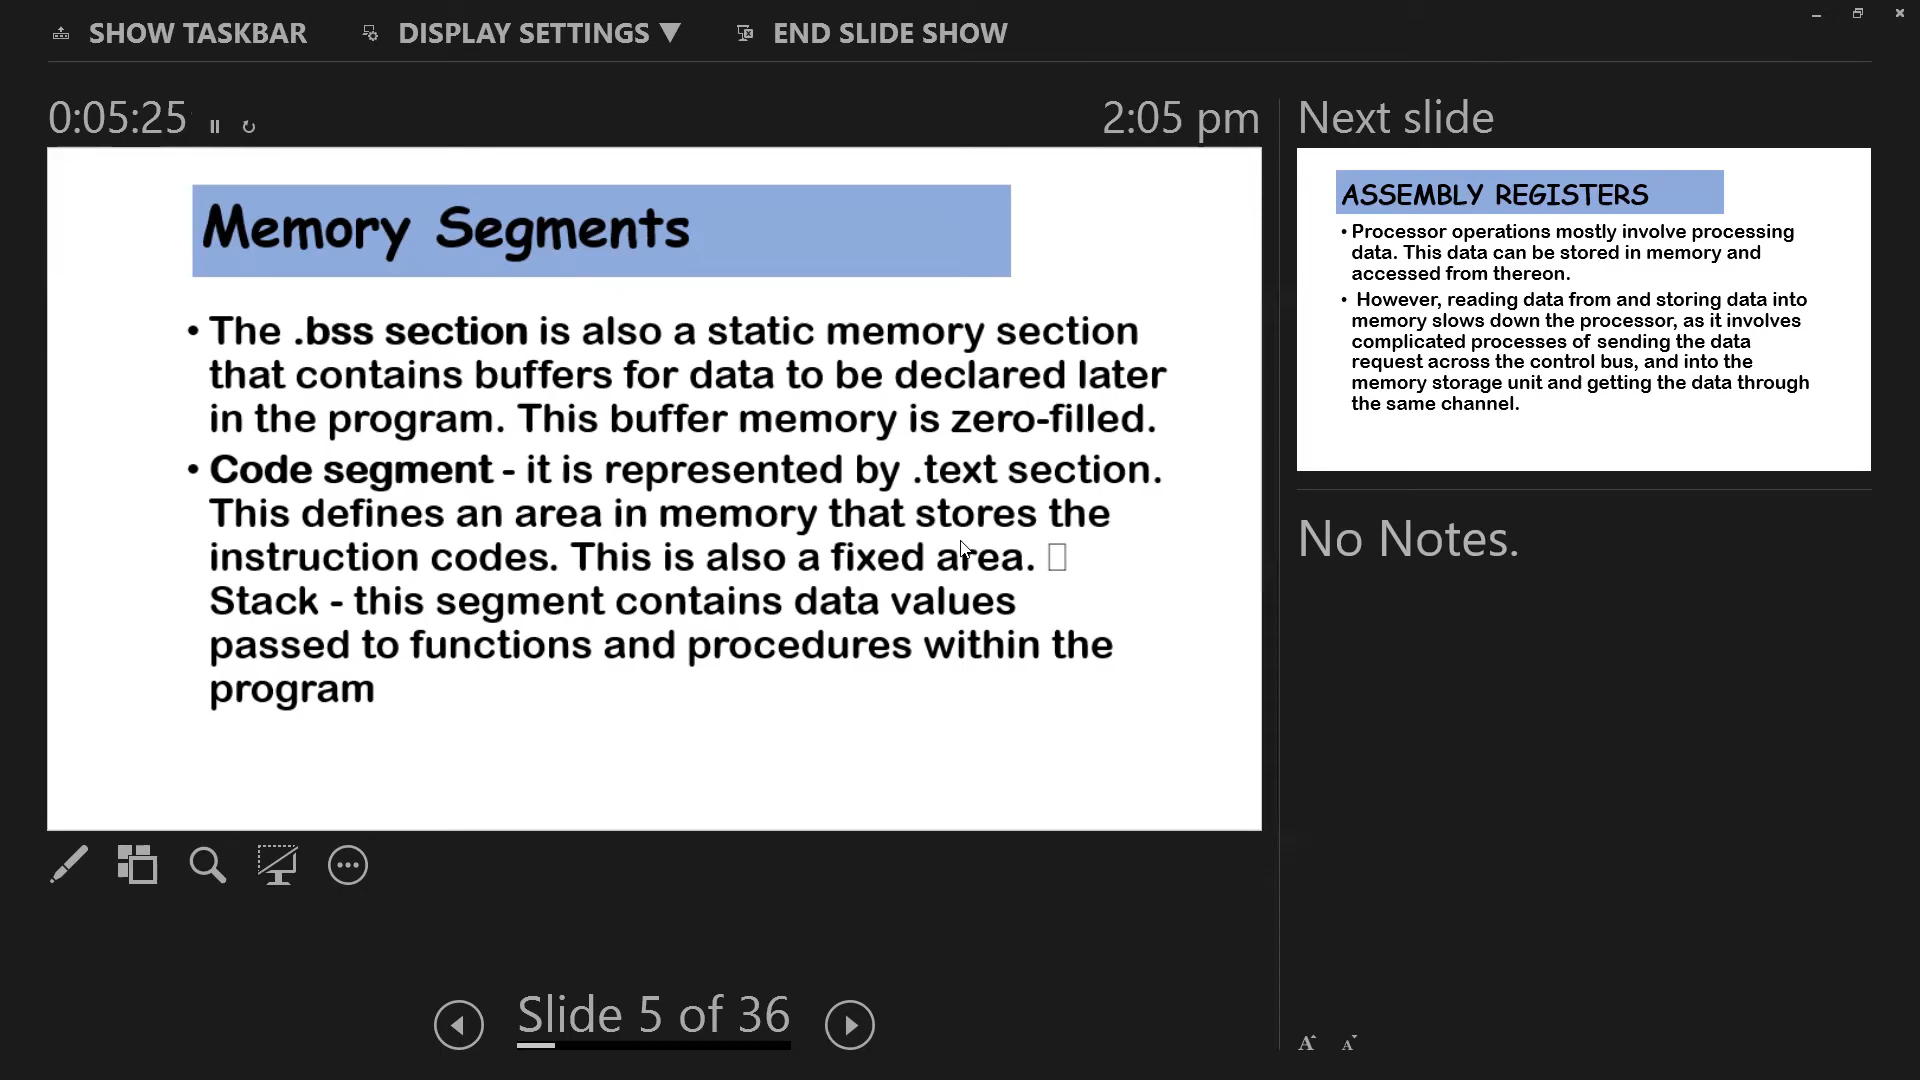 SHOW TASKBAR
DISPLAY SETTINGS ▼
END SLIDE SHOW
0:05:25
2:05 pm
Memory Segments
• The .bss section is also a static memory section
that contains buffers for data to be declared later
in the program. This buffer memory is zero-filled.
• Code segment - it is represented by .text section.
This defines an area in memory that stores the
instruction codes. This is also a fixed area. 
Stack - this segment contains data values
passed to functions and procedures within the
program
Slide 5 of 36
Next slide
ASSEMBLY REGISTERS
• Processor operations mostly involve processing
data. This data can be stored in memory and
accessed from thereon.
• However, reading data from and storing data into
memory slows down the processor, as it involves
complicated processes of sending the data
request across the control bus, and into the
memory storage unit and getting the data through
the same channel.
No Notes.
A A